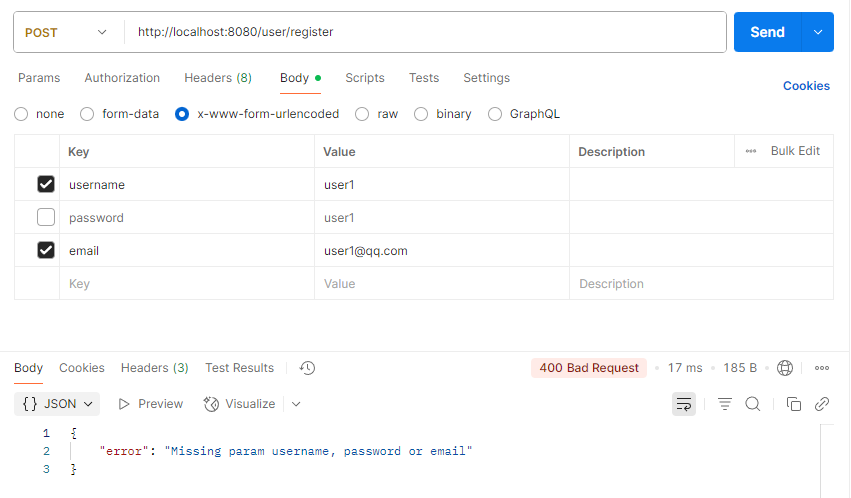 POST http://localhost:8080/user/register Send
Params Authorization Headers (8) Body Scripts Tests Settings Cookies
none form-data x-www-form-urlencoded raw binary GraphQL
Key Value Description ••• Bulk Edit
username user1
password user1
email user1@qq.com
Key Value Description
Body Cookies Headers (3) Test Results 400 Bad Request • 17 ms • 185 B •
{} JSON Preview Visualize
1 {
2 "error": "Missing param username, password or email"
3 }